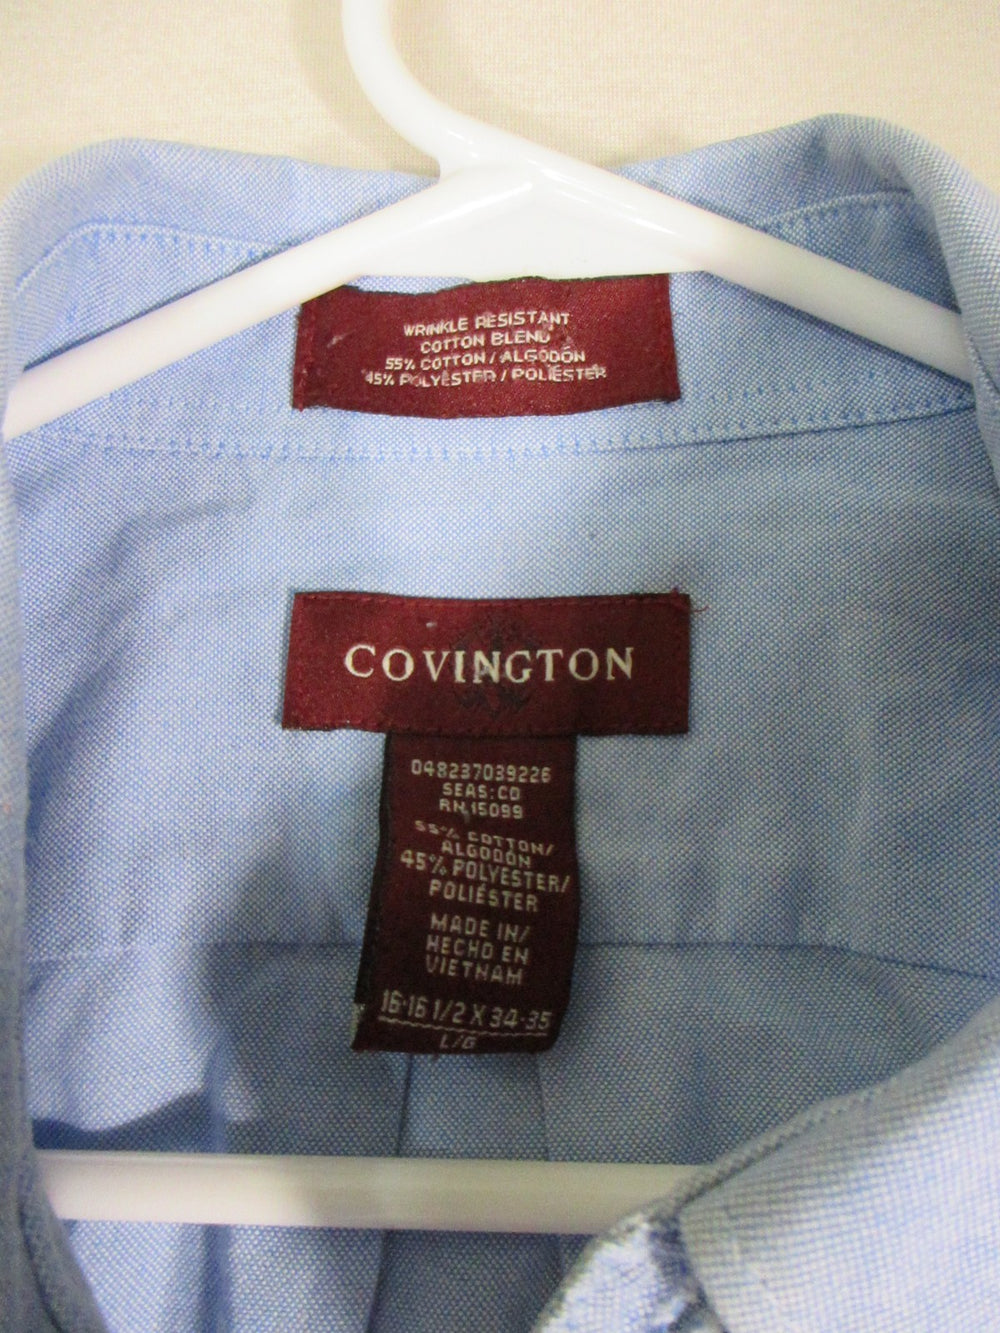 WRINKLE RESISTANT
COTTON BLEND
55% COTTON / ALGODÓN
45% POLYESTER / POLIÉSTER
COVINGTON
048237039226
SEAS:CO
RN 15099
55% COTTON/
ALGODÓN
45% POLYESTER/
POLIÉSTER
MADE IN/
HECHO EN
VIETNAM
16-16 1/2 X 34-35
L/G